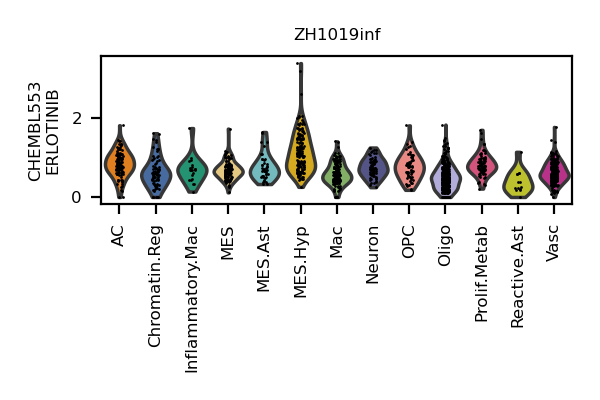 ZH1019inf
CHEMBL553
ERLOTINIB
2
0
AC
Chromatin.Reg
Inflammatory.Mac
MES
MES.Ast
MES.Hyp
Mac
Neuron
OPC
Oligo
Prolif.Metab
Reactive.Ast
Vasc